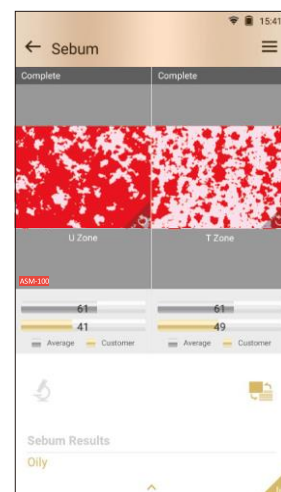 15:41
← Sebum
Complete Complete
U Zone T Zone
ASM-100
61 61
41 49
Average Customer Average Customer
Sebum Results
Oily